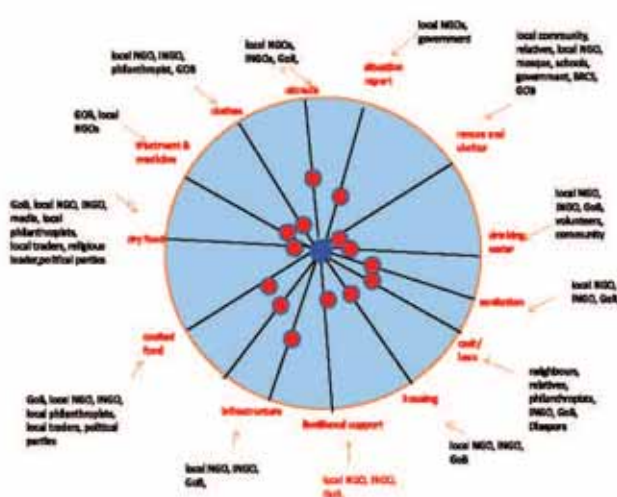 local NGOs,
government
local NGOs,
INGOs, GoB,
local NGO, INGO,
philanthropist, GOB
local community,
relatives, local NGO,
mosque, schools,
government, BRCS,
GOB
situation
report
clothes
rescue and
shelter
GOB, local
NGOs
treatment &
medicine
GoB, local NGO, INGO,
media, local
philanthropists,
local traders, religious
leader,political parties
dry food
local NGO,
INGO, GoB,
volunteers,
community
drinking
water
sanitation
local NGO,
INGO, GoB
cash/
loans
neighbours,
relatives,
philanthropists,
INGO, GoB,
Diaspora
cooked
food
GoB, local NGO, INGO,
local philanthropists,
local traders, political
parties
infrastructure
livelihood support
housing
local NGO, INGO,
GoB
local NGO, INGO,
GoB,
local NGO, INGO,
GoB